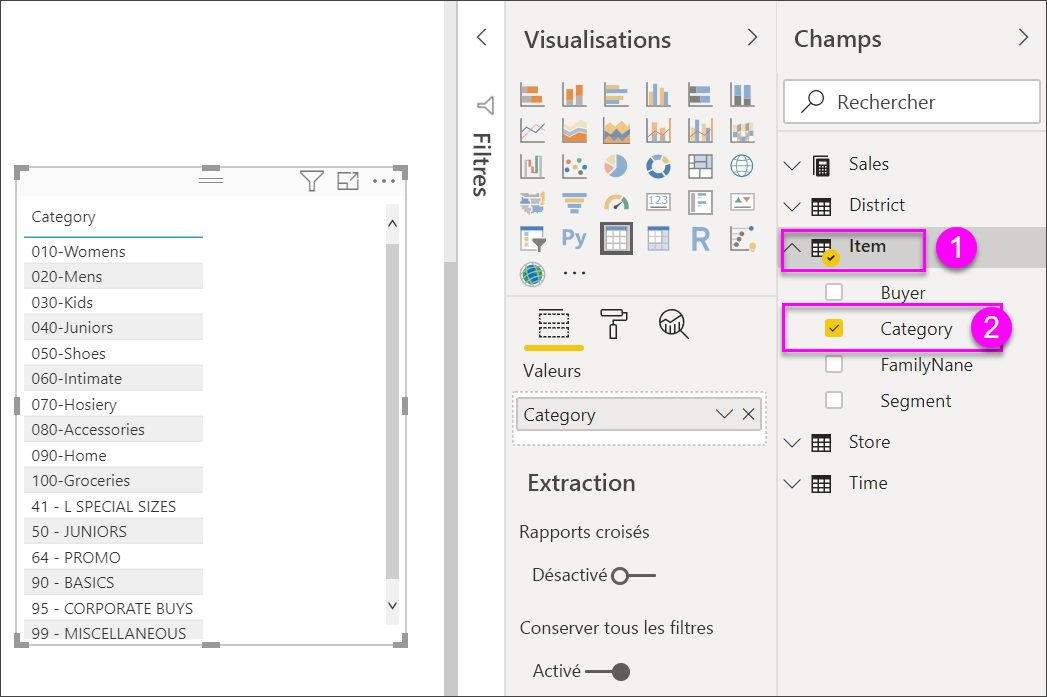 Category
010-Womens
020-Mens
030-Kids
040-Juniors
050-Shoes
060-Intimate
070-Hosiery
080-Accessories
090-Home
100-Groceries
41 - L SPECIAL SIZES
50 - JUNIORS
64 - PROMO
90 - BASICS
95 - CORPORATE BUYS
99 - MISCELLANEOUS
Filtres
Visualisations
123
Py
R
Valeurs
Category
Extraction
Rapports croisés
Désactivé
Conserver tous les filtres
Activé
Champs
Rechercher
Sales
District
Item
1
Buyer
Category
2
FamilyNane
Segment
Store
Time